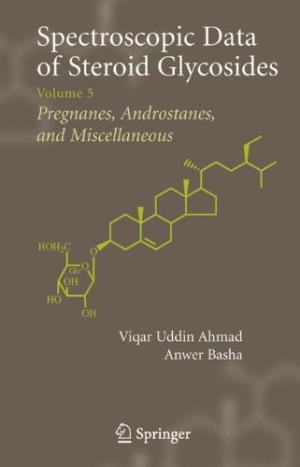 Spectroscopic Data
of Steroid Glycosides
Volume 5
Pregnanes, Androstanes,
and Miscellaneous
HOH₂C
O
O
Glc
OH
HO
OH
Viqar Uddin Ahmad
Anwer Basha
Springer